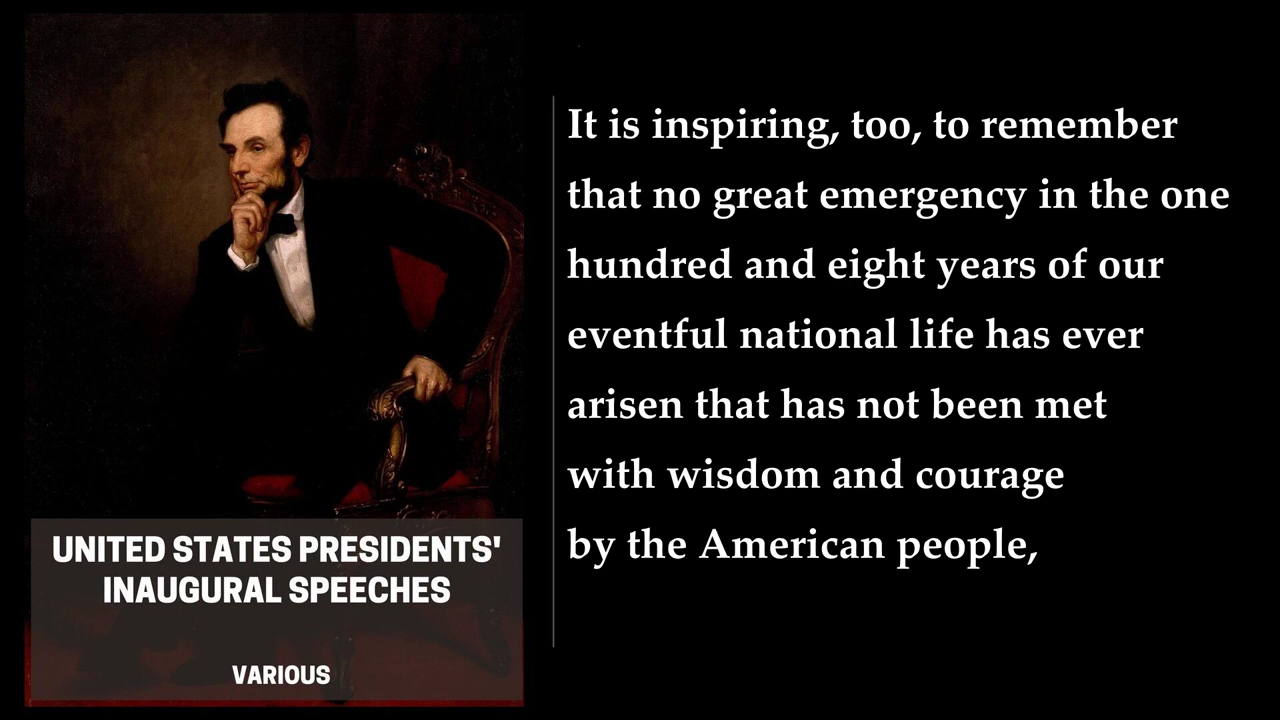 It is inspiring, too, to remember
that no great emergency in the one
hundred and eight years of our
eventful national life has ever
arisen that has not been met
with wisdom and courage
by the American people,
UNITED STATES PRESIDENTS'
INAUGURAL SPEECHES
VARIOUS